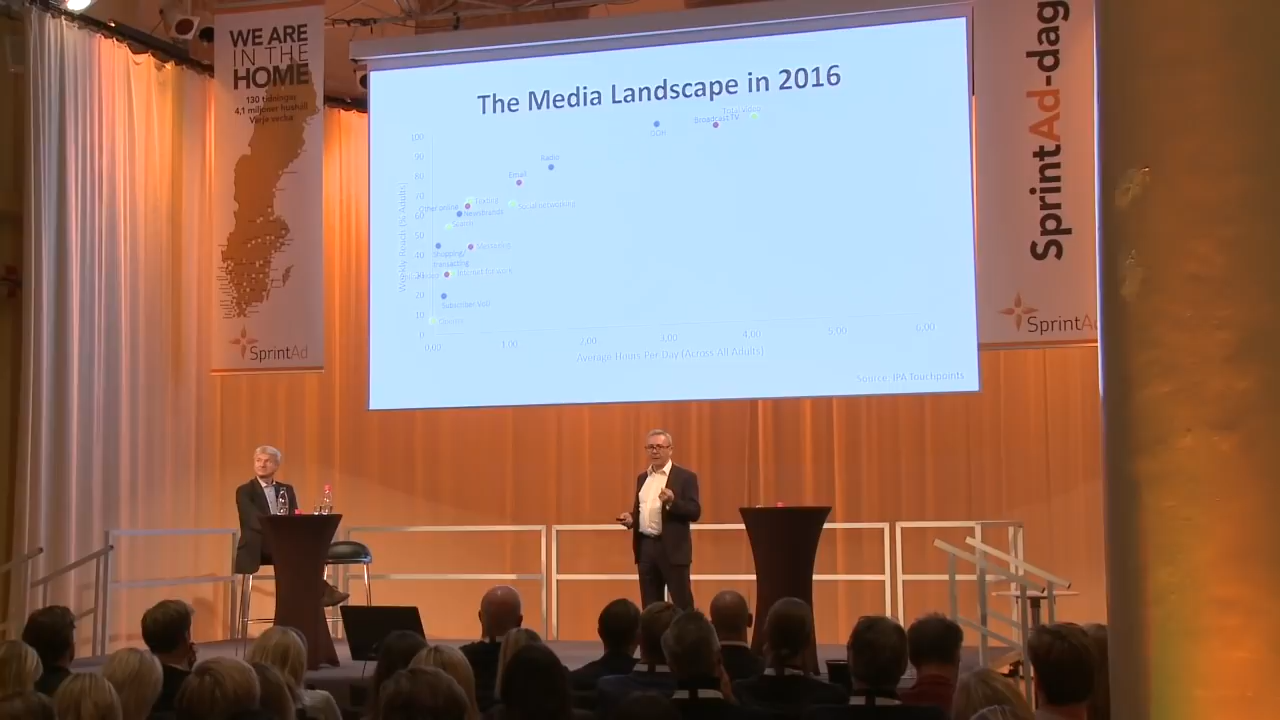 WE ARE
IN THE
HOME
130 tidningar
4,1 miljoner hushåll
Varje vecka
SprintAd
The Media Landscape in 2016
Total video
Broadcast TV
OOH
Radio
Email
Texting
Social networking
Other online
Newsbrands
Search
Messaging
Shopping/
transacting
Internet for work
Subscriber VoD
Cinema
Weekly Reach (% Adults)
100
90
80
70
60
50
40
30
20
10
0
0,00
1,00
2,00
3,00
4,00
5,00
6,00
Average Hours Per Day (Across All Adults)
Source: IPA Touchpoints
SprintAd-dag
SprintAd